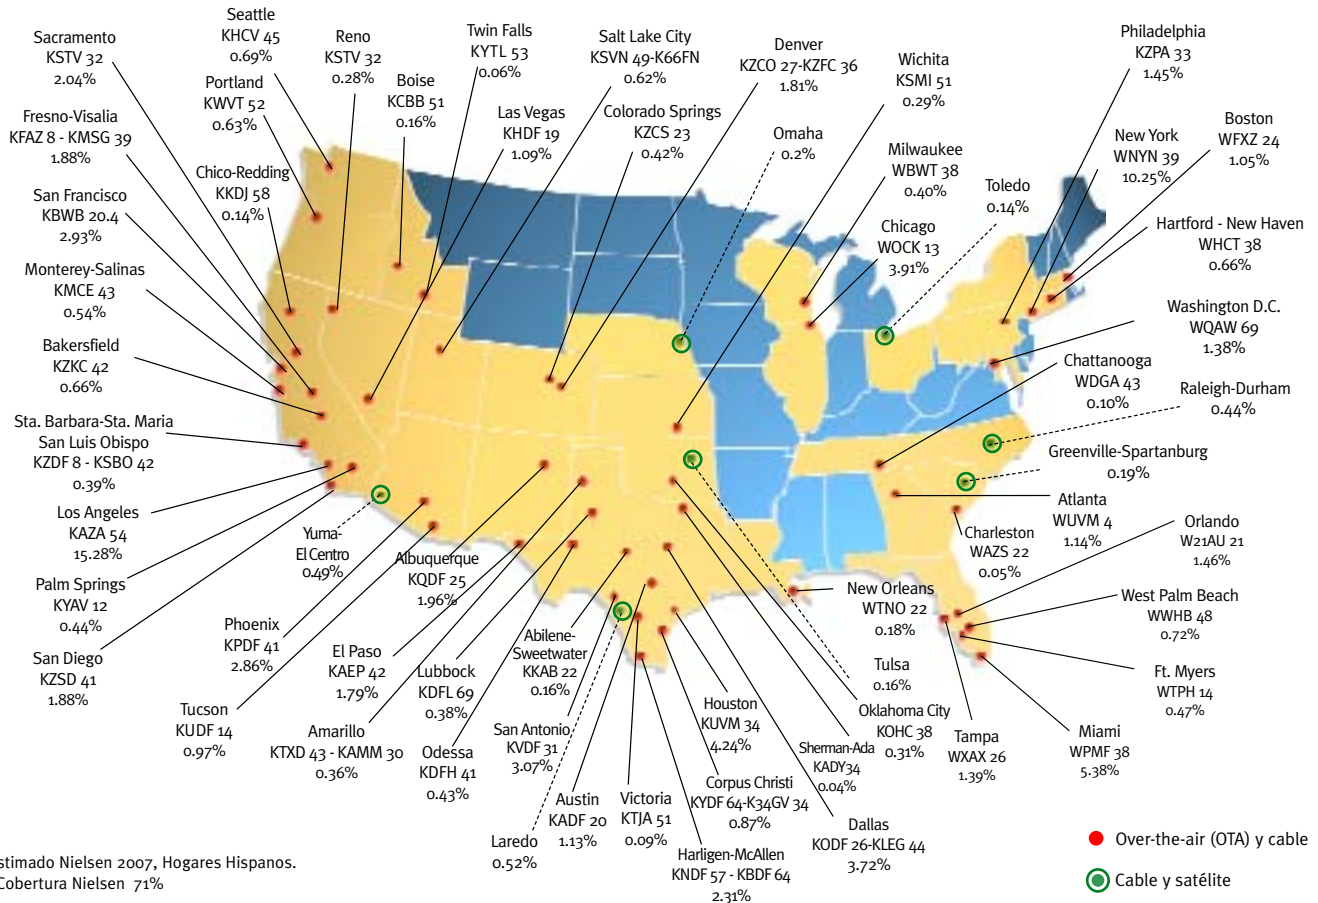 Seattle
KHCV 45
0.69%
Sacramento
KSTV 32
2.04%
Reno
KSTV 32
0.28%
Twin Falls
KYTL 53
0.06%
Salt Lake City
KSVN 49-K66FN
0.62%
Denver
KZCO 27-KZFC 36
1.81%
Wichita
KSMI 51
0.29%
Philadelphia
KZPA 33
1.45%
Portland
KWVT 52
0.63%
Boise
KCBB 51
0.16%
Las Vegas
KHDF 19
1.09%
Colorado Springs
KZCS 23
0.42%
Omaha
0.2%
Milwaukee
WBWT 38
0.40%
New York
WNYN 39
10.25%
Boston
WFXZ 24
1.05%
Fresno-Visalia
KFAZ 8 - KMSG 39
1.88%
Chico-Redding
KKDJ 58
0.14%
Toledo
0.14%
San Francisco
KBWB 20.4
2.93%
Chicago
WOCK 13
3.91%
Hartford - New Haven
WHCT 38
0.66%
Monterey-Salinas
KMCE 43
0.54%
Washington D.C.
WQAW 69
1.38%
Bakersfield
KZKC 42
0.66%
Chattanooga
WDGA 43
0.10%
Raleigh-Durham
0.44%
Sta. Barbara-Sta. Maria
San Luis Obispo
KZDF 8 - KSBO 42
0.39%
Greenville-Spartanburg
0.19%
Los Angeles
KAZA 54
15.28%
Atlanta
WUVM 4
1.14%
Yuma-
El Centro
0.49%
Albuquerque
KQDF 25
1.96%
Charleston
WAZS 22
0.05%
Orlando
W21AU 21
1.46%
Palm Springs
KYAV 12
0.44%
New Orleans
WTNO 22
0.18%
West Palm Beach
WWHB 48
0.72%
Phoenix
KPDF 41
2.86%
El Paso
KAEP 42
1.79%
Lubbock
KDFL 69
0.38%
Abilene-
Sweetwater
KKAB 22
0.16%
San Diego
KZSD 41
1.88%
Tulsa
0.16%
Ft. Myers
WTPH 14
0.47%
Tucson
KUDF 14
0.97%
Amarillo
KTXD 43 - KAMM 30
0.36%
Odessa
KDFH 41
0.43%
San Antonio
KVDF 31
3.07%
Houston
KUVM 34
4.24%
Oklahoma City
KOHC 38
0.31%
Sherman-Ada
KADY34
0.04%
Tampa
WXAX 26
1.39%
Miami
WPMF 38
5.38%
Laredo
0.52%
Austin
KADF 20
1.13%
Victoria
KTJA 51
0.09%
Corpus Christi
KYDF 64-K34GV 34
0.87%
Harligen-McAllen
KNDF 57 - KBDF 64
2.31%
Dallas
KODF 26-KLEG 44
3.72%
Over-the-air (OTA) y cable
Cable y satélite
stimado Nielsen 2007, Hogares Hispanos.
Cobertura Nielsen 71%